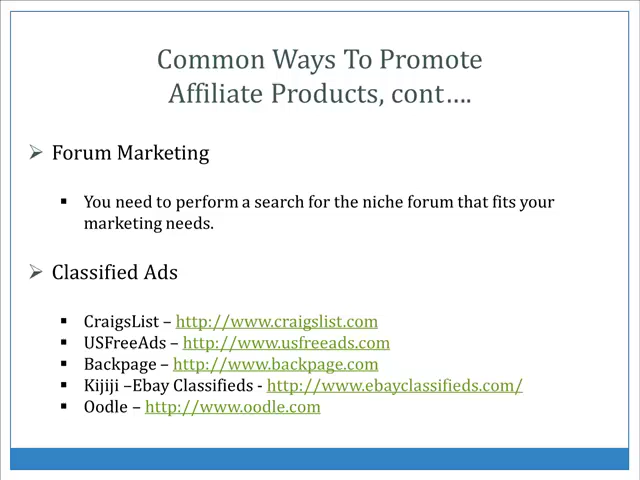 Common Ways To Promote
Affiliate Products, cont….
➢ Forum Marketing
▪ You need to perform a search for the niche forum that fits your
marketing needs.
➢ Classified Ads
▪ CraigsList – http://www.craigslist.com
▪ USFreeAds – http://www.usfreeads.com
▪ Backpage – http://www.backpage.com
▪ Kijiji –Ebay Classifieds - http://www.ebayclassifieds.com/
▪ Oodle – http://www.oodle.com